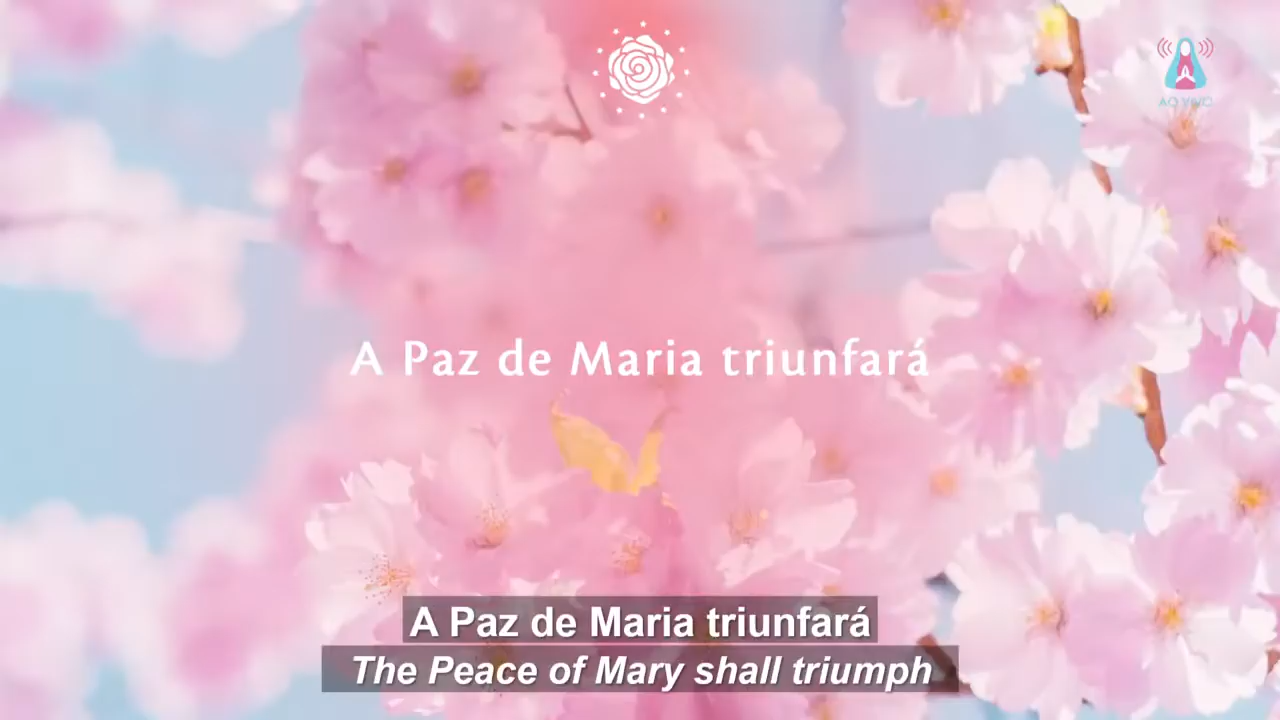 AO VIVO
A Paz de Maria triunfará
A Paz de Maria triunfará
The Peace of Mary shall triumph